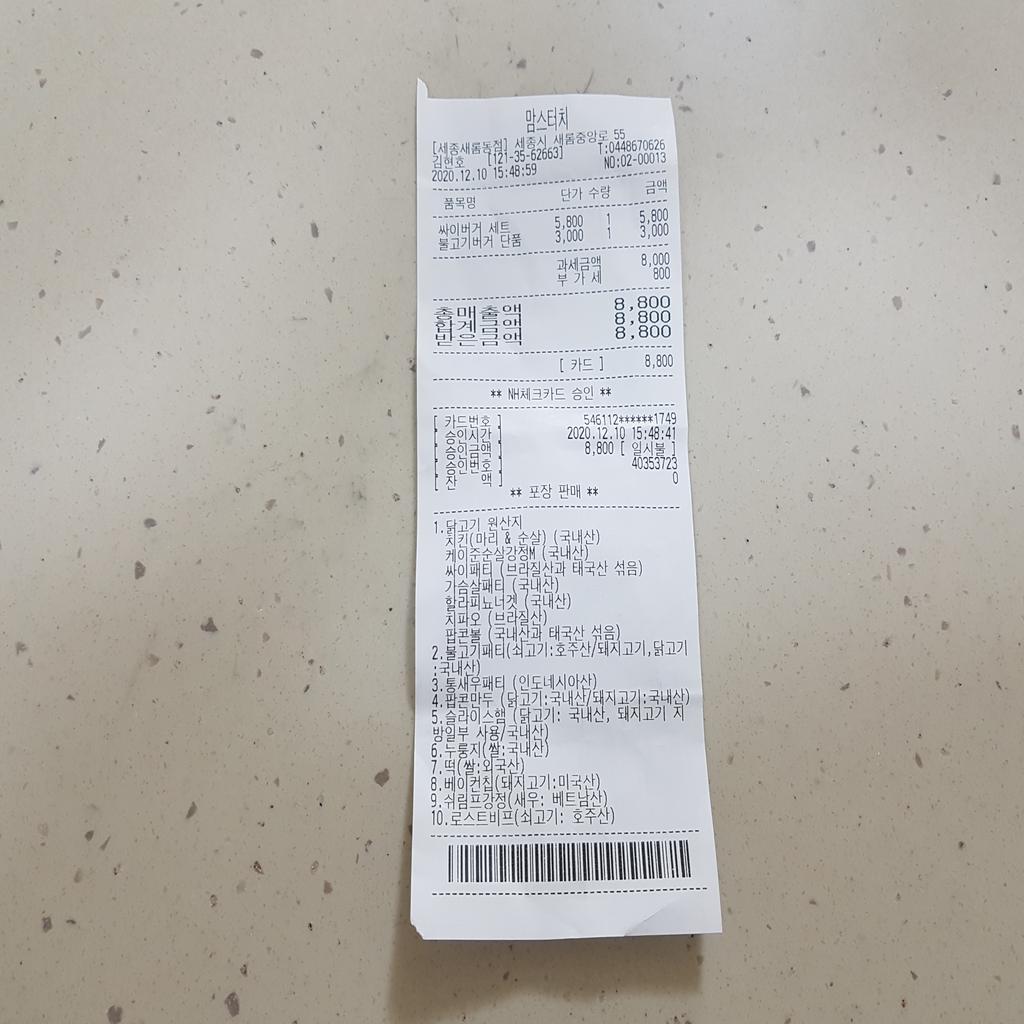 맘스터치
[세종새롬동점] 세종시 새롬중앙로 55
김현호 [121-35-62663] T:0448670626
2020.12.10 15:48:59 NO:02-00013
품목명 단가 수량 금액
싸이버거 세트 5,800 1 5,800
불고기버거 단품 3,000 1 3,000
과세금액 8,000
부 가 세 800
총매출액 8,800
합계금액 8,800
받은금액 8,800
[ 카드 ] 8,800
** NH체크카드 승인 **
[ 카드번호 ] 546112******1749
[ 승인시간 ] 2020.12.10 15:48:41
[ 승인금액 ] 8,800 [ 일시불 ]
[ 승인번호 ] 40353723
[ 잔 액 ] 0
** 포장 판매 **
1.닭고기 원산지
치킨(마리 & 순살) (국내산)
케이준순살강정M (국내산)
싸이패티 (브라질산과 태국산 섞음)
가슴살패티 (국내산)
할라피뇨너겟 (국내산)
치파오 (브라질산)
팝콘볼 (국내산과 태국산 섞음)
2.불고기패티(쇠고기:호주산/돼지고기,닭고기
:국내산)
3.통새우패티 (인도네시아산)
4.팝콘만두 (닭고기:국내산/돼지고기:국내산)
5.슬라이스햄 (닭고기: 국내산, 돼지고기 지
방일부 사용/국내산)
6.누룽지(쌀:국내산)
7.떡(쌀:외국산)
8.베이컨칩(돼지고기:미국산)
9.쉬림프강정(새우: 베트남산)
10.로스트비프(쇠고기: 호주산)